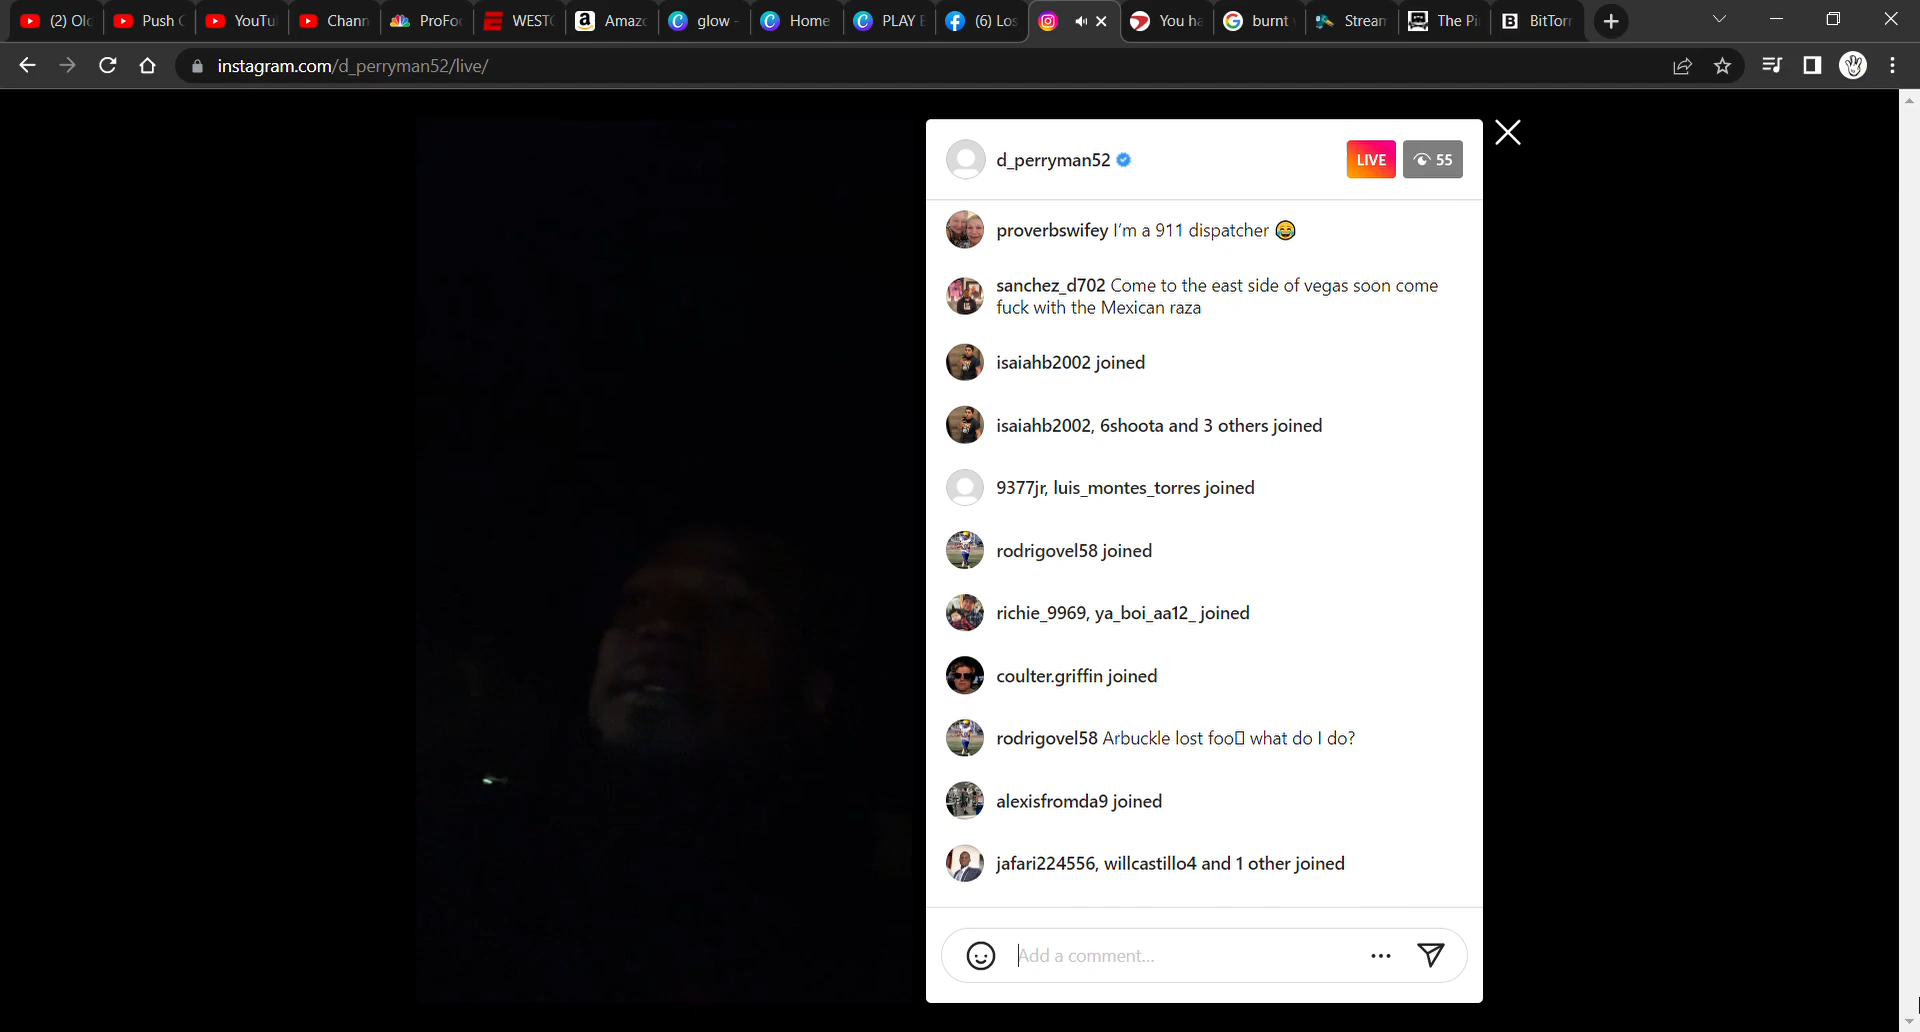 (2) Ol
Push
YouTu
Chann
ProFo
WEST
Amaz
glow
Home
PLAY
(6) Los
You ha
burnt
Stream
The Pi
BitTor
instagram.com/d_perryman52/live/
d_perryman52
LIVE
55
proverbswifey I'm a 911 dispatcher 😂
sanchez_d702 Come to the east side of vegas soon come
fuck with the Mexican raza
isaiahb2002 joined
isaiahb2002, 6shoota and 3 others joined
9377jr, luis_montes_torres joined
rodrigovel58 joined
richie_9969, ya_boi_aa12_ joined
coulter.griffin joined
rodrigovel58 Arbuckle lost foo▯ what do I do?
alexisfromda9 joined
jafari224556, willcastillo4 and 1 other joined
Add a comment...